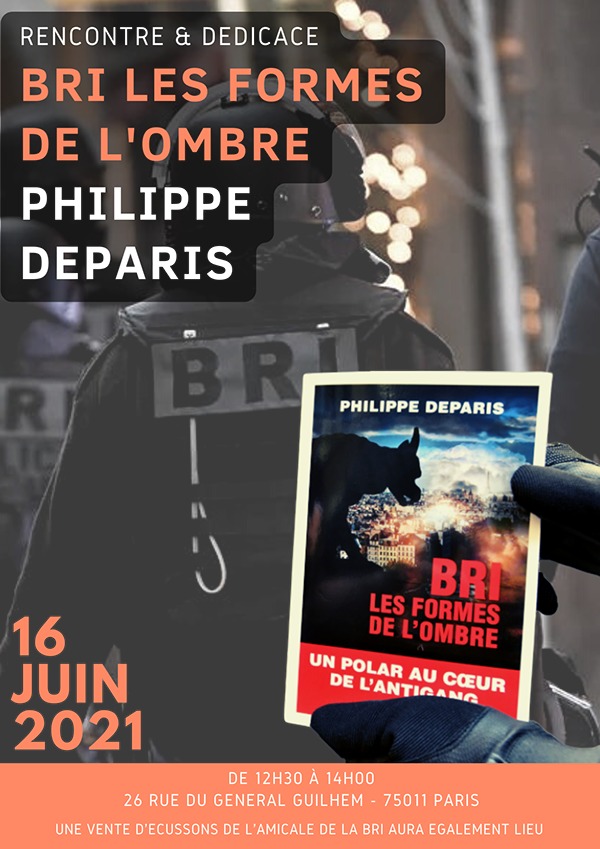 RENCONTRE & DEDICACE
BRI LES FORMES
DE L'OMBRE
PHILIPPE
DEPARIS
BRI
PHILIPPE DEPARIS
BRI
LES FORMES
DE L'OMBRE
UN POLAR AU CŒUR
DE L'ANTIGANG
16
JUIN
2021
DE 12H30 À 14H00
26 RUE DU GENERAL GUILHEM - 75011 PARIS
UNE VENTE D'ECUSSONS DE L'AMICALE DE LA BRI AURA EGALEMENT LIEU